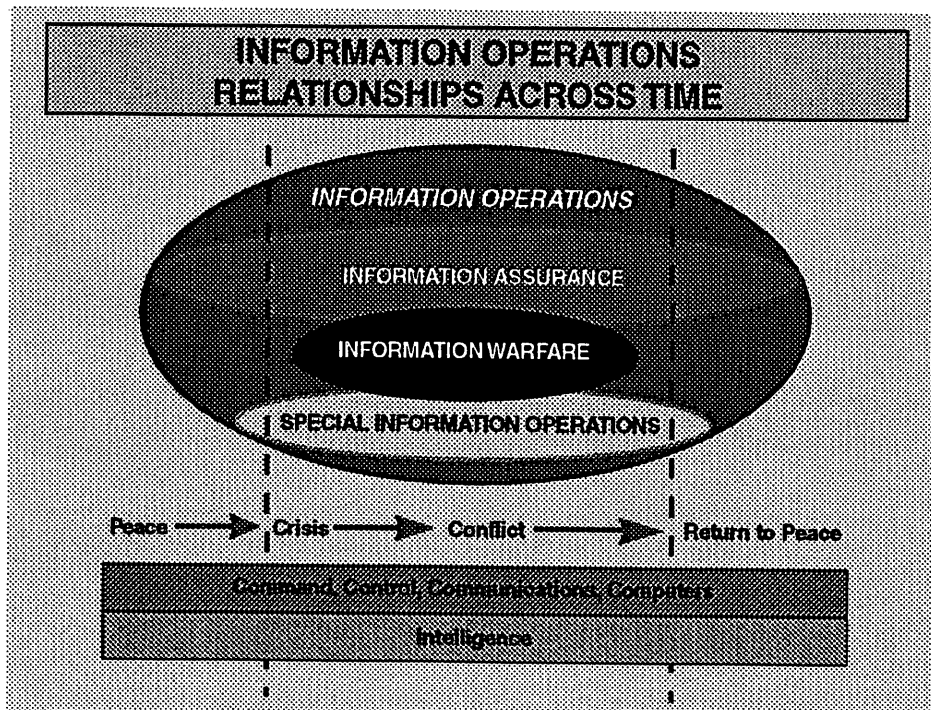 INFORMATION OPERATIONS
RELATIONSHIPS ACROSS TIME
INFORMATION OPERATIONS
INFORMATION ASSURANCE
INFORMATION WARFARE
SPECIAL INFORMATION OPERATIONS
Peace Crisis Conflict Return to Peace
Command, Control, Communications, Computers
Intelligence